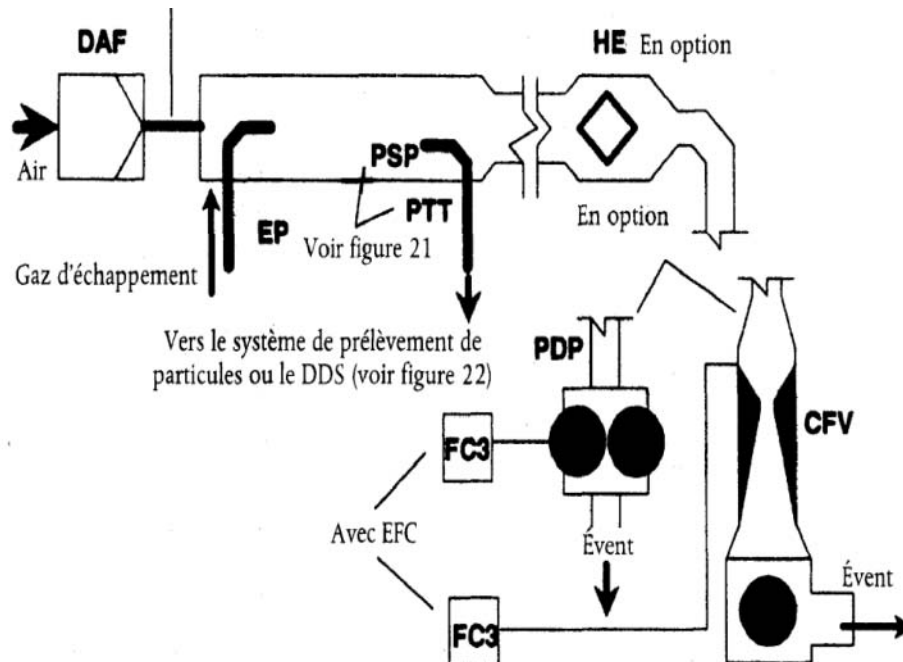 DAF
HE En option
Air
PSP
EP
PTT
En option
Voir figure 21
Gaz d'échappement
Vers le système de prélèvement de
particules ou le DDS (voir figure 22)
PDP
CFV
FC3
Avec EFC
Évent
Évent
FC3